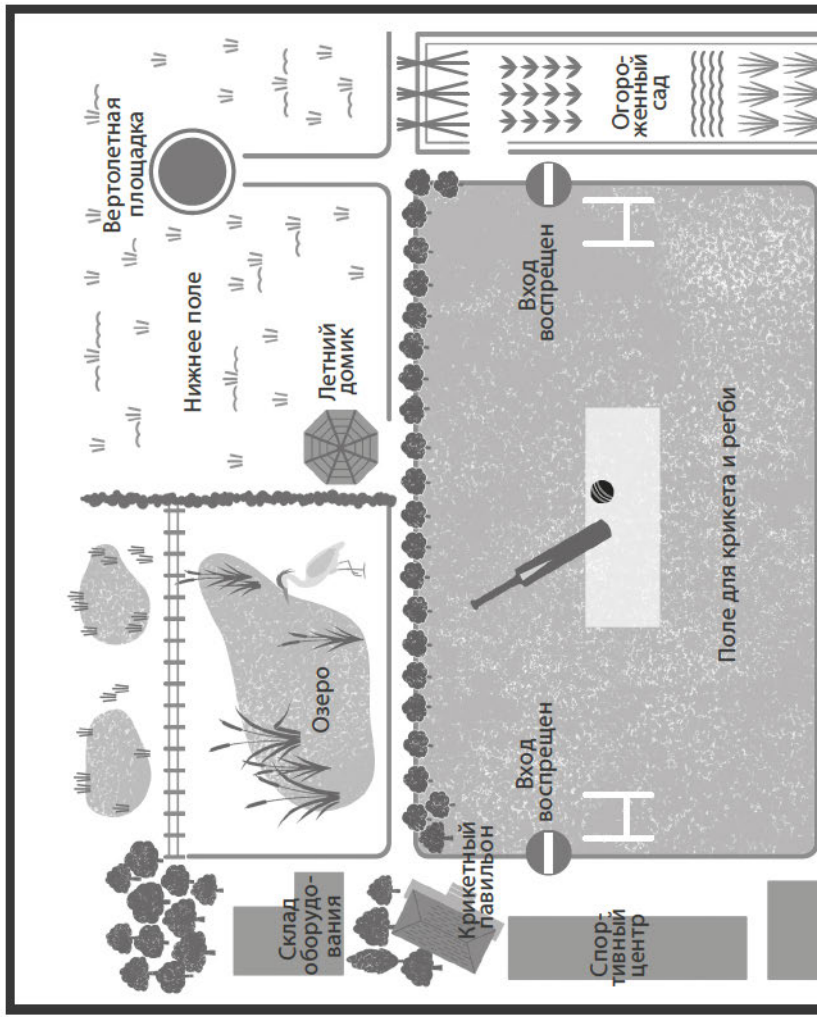 Вертолетная
площадка
Нижнее поле
Летний
домик
Озеро
Склад
оборудо-
вания
Огоро-
женный
сад
Вход
воспрещен
Вход
воспрещен
Поле для крикета и регби
Крикетный
павильон
Спор-
тивный
центр